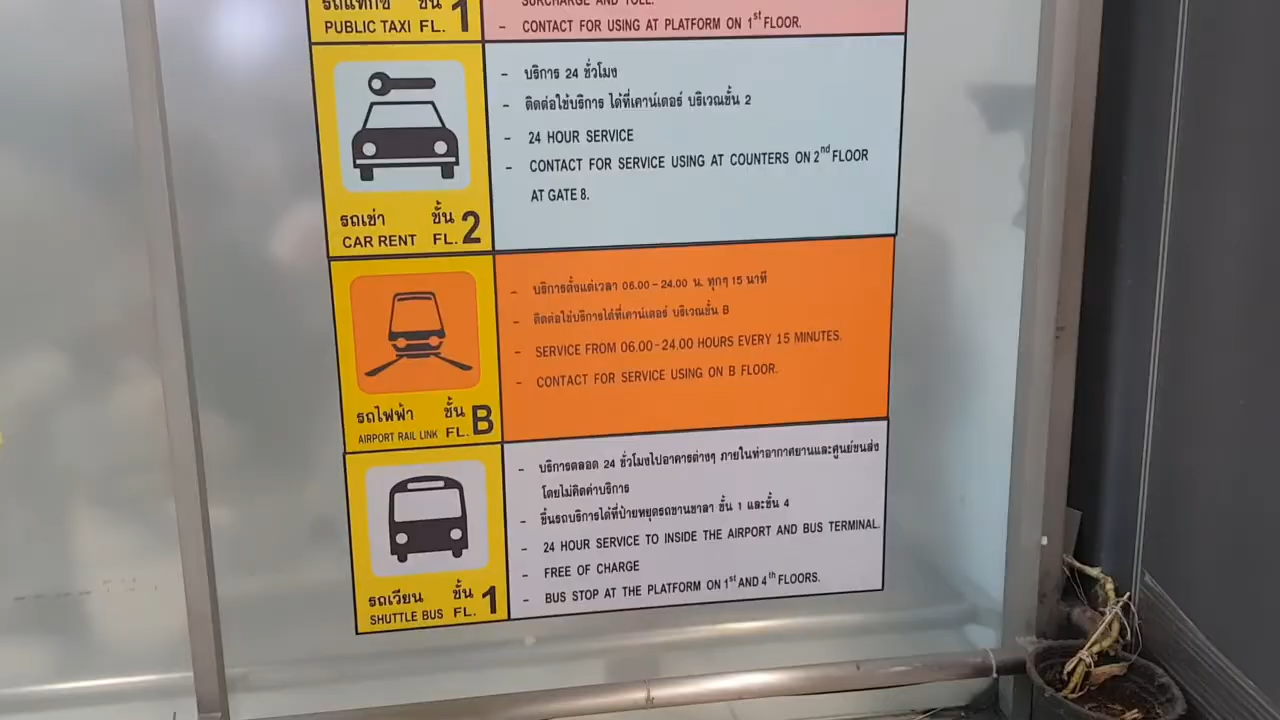 รถแท็กซี่ ชั้น 1
PUBLIC TAXI FL.
SURCHARGE AND TOLL.
- CONTACT FOR USING AT PLATFORM ON 1st FLOOR.
รถเช่า ชั้น 2
CAR RENT FL.
- บริการ 24 ชั่วโมง
- ติดต่อใช้บริการ ได้ที่เคาน์เตอร์ บริเวณชั้น 2
- 24 HOUR SERVICE
- CONTACT FOR SERVICE USING AT COUNTERS ON 2nd FLOOR
AT GATE 8.
รถไฟฟ้า ชั้น B
AIRPORT RAIL LINK FL.
- บริการตั้งแต่เวลา 06.00-24.00 น. ทุกๆ 15 นาที
- ติดต่อใช้บริการได้ที่เคาน์เตอร์ บริเวณชั้น B
- SERVICE FROM 06.00-24.00 HOURS EVERY 15 MINUTES.
- CONTACT FOR SERVICE USING ON B FLOOR.
รถเวียน ชั้น 1
SHUTTLE BUS FL.
- บริการตลอด 24 ชั่วโมงไปอาคารต่างๆ ภายในท่าอากาศยานและศูนย์ขนส่ง
โดยไม่คิดค่าบริการ
- ขึ้นรถบริการได้ที่ป้ายหยุดรถชานชาลา ชั้น 1 และชั้น 4
- 24 HOUR SERVICE TO INSIDE THE AIRPORT AND BUS TERMINAL.
- FREE OF CHARGE
- BUS STOP AT THE PLATFORM ON 1st AND 4th FLOORS.